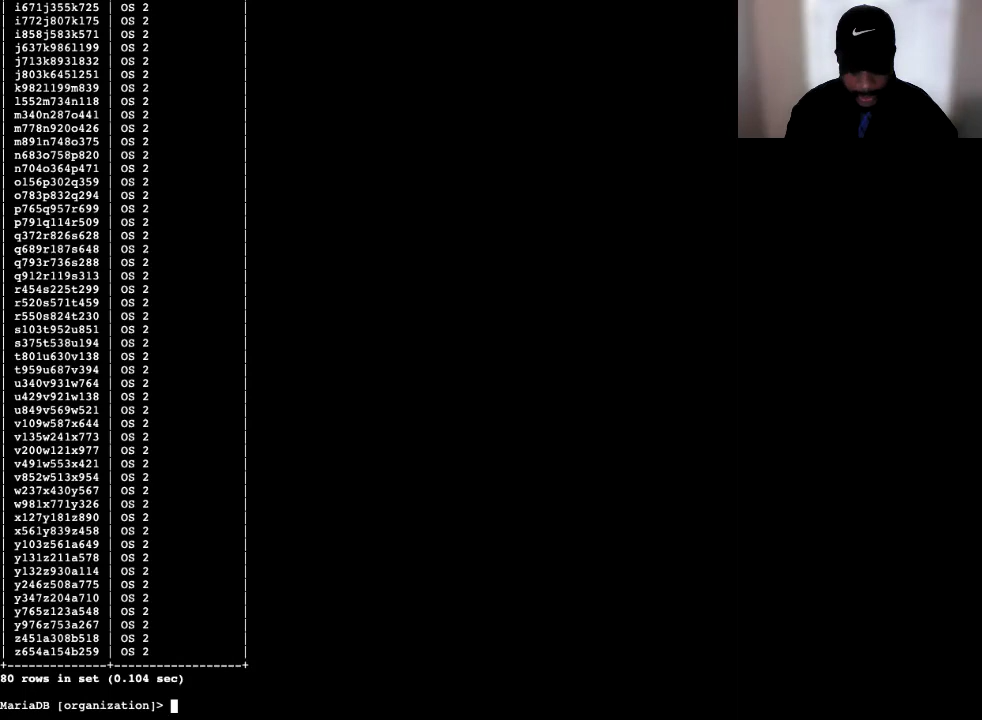 | i671j355k725 | OS 2 |
| i772j807k175 | OS 2 |
| i858j583k571 | OS 2 |
| j637k986l199 | OS 2 |
| j713k893l832 | OS 2 |
| j803k645l251 | OS 2 |
| k982l199m839 | OS 2 |
| l552m734n118 | OS 2 |
| m340n287o441 | OS 2 |
| m778n920o426 | OS 2 |
| m891n748o375 | OS 2 |
| n683o758p820 | OS 2 |
| n704o364p471 | OS 2 |
| o156p302q359 | OS 2 |
| o783p832q294 | OS 2 |
| p765q957r699 | OS 2 |
| p791q114r509 | OS 2 |
| q372r826s628 | OS 2 |
| q689r187s648 | OS 2 |
| q793r736s288 | OS 2 |
| q912r119s313 | OS 2 |
| r454s225t299 | OS 2 |
| r520s571t459 | OS 2 |
| r550s824t230 | OS 2 |
| s103t952u851 | OS 2 |
| s375t538u194 | OS 2 |
| t801u630v138 | OS 2 |
| t959u687v394 | OS 2 |
| u340v931w764 | OS 2 |
| u429v921w138 | OS 2 |
| u849v569w521 | OS 2 |
| v109w587x644 | OS 2 |
| v135w241x773 | OS 2 |
| v200w121x977 | OS 2 |
| v491w553x421 | OS 2 |
| v852w513x954 | OS 2 |
| w237x430y567 | OS 2 |
| w981x771y326 | OS 2 |
| x127y181z890 | OS 2 |
| x561y839z458 | OS 2 |
| y103z561a649 | OS 2 |
| y131z211a578 | OS 2 |
| y132z930a114 | OS 2 |
| y246z508a775 | OS 2 |
| y347z204a710 | OS 2 |
| y765z123a548 | OS 2 |
| y976z753a267 | OS 2 |
| z451a308b518 | OS 2 |
| z654a154b259 | OS 2 |
+--------------+------------------+
80 rows in set (0.104 sec)
MariaDB [organization]>